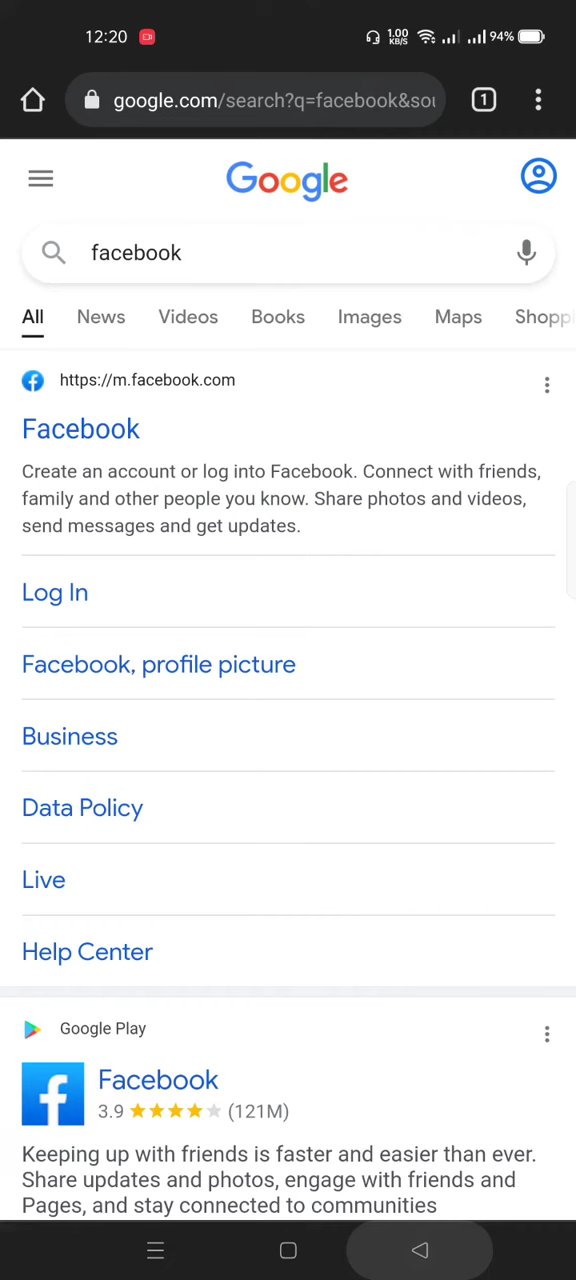 12:20 1.00 KB/S 94%
google.com/search?q=facebook&sou 1
Google
facebook
All News Videos Books Images Maps Shoppi
https://m.facebook.com
Facebook
Create an account or log into Facebook. Connect with friends,
family and other people you know. Share photos and videos,
send messages and get updates.
Log In
Facebook, profile picture
Business
Data Policy
Live
Help Center
Google Play
Facebook
3.9 (121M)
Keeping up with friends is faster and easier than ever.
Share updates and photos, engage with friends and
Pages, and stay connected to communities